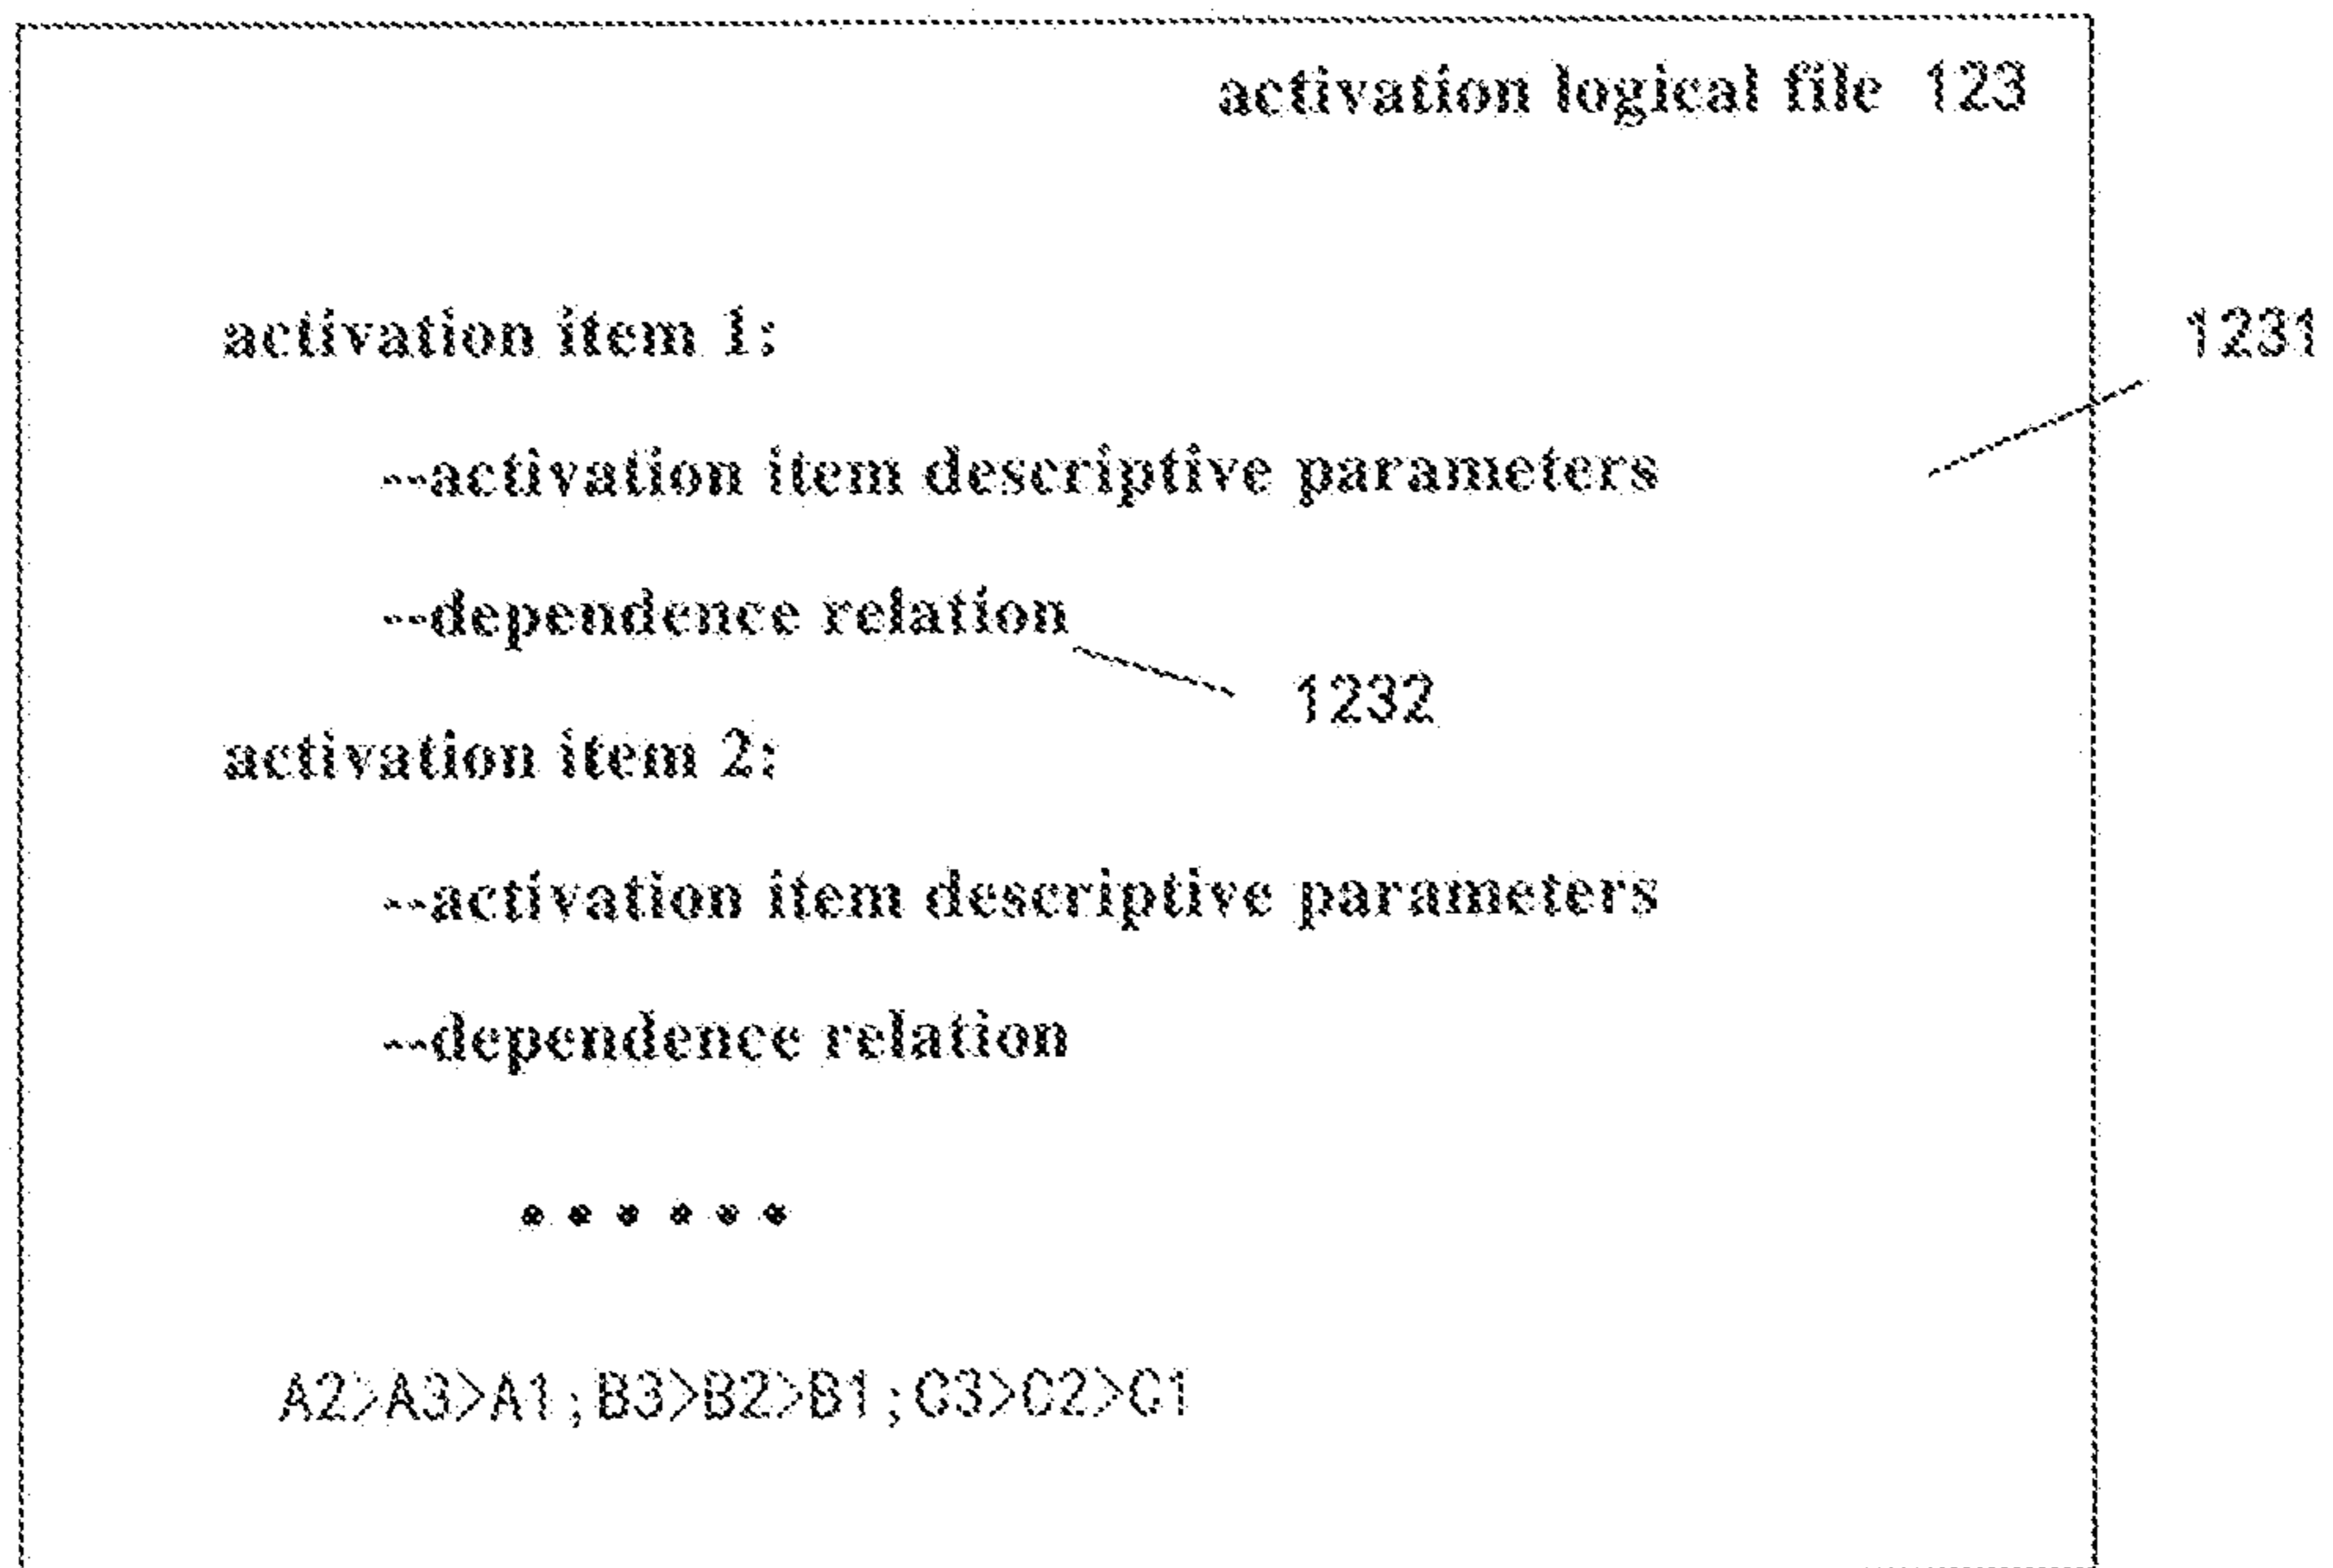 activation logical file 123
activation item 1:
1231
--activation item descriptive parameters
--dependence relation
1232
activation item 2:
--activation item descriptive parameters
--dependence relation
••••••
A2>A3>A1;B3>B2>B1;C3>C2>C1